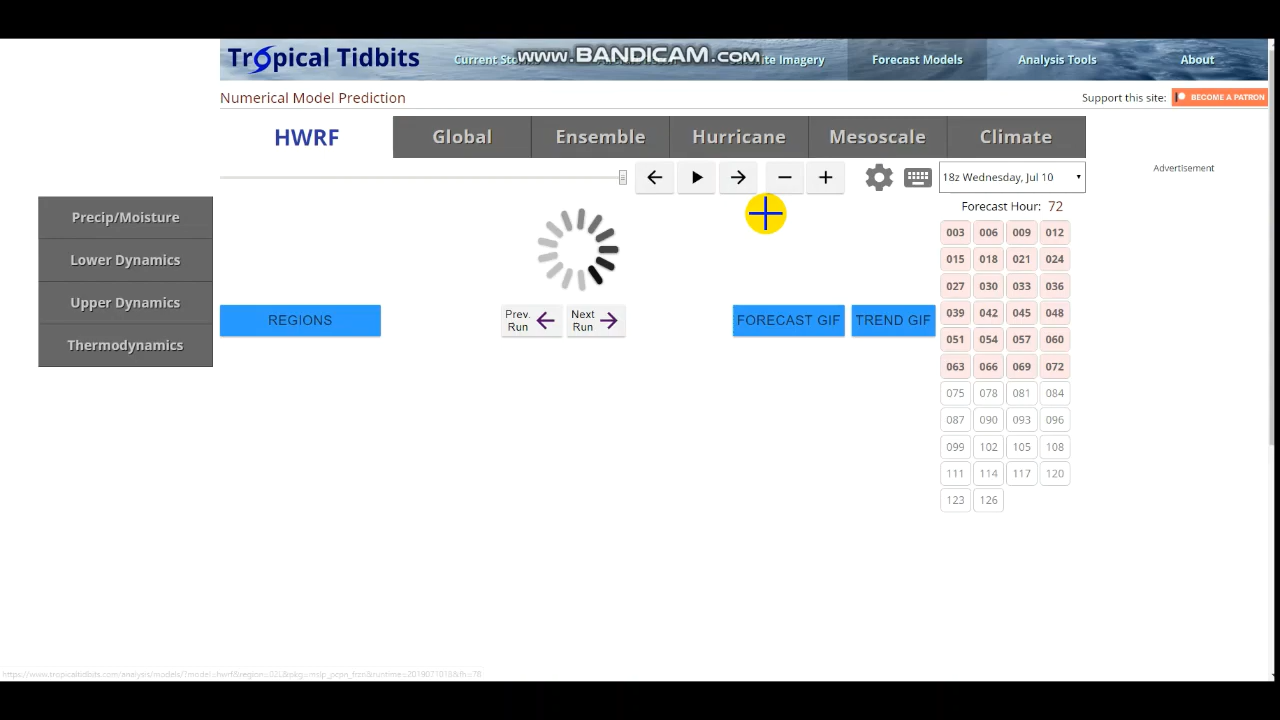 Tropical Tidbits
Current Sto
www.BANDICAM.com
Satellite Imagery
Forecast Models
Analysis Tools
About
Numerical Model Prediction
Support this site:
BECOME A PATRON
HWRF
Global
Ensemble
Hurricane
Mesoscale
Climate
18z Wednesday, Jul 10
Advertisement
Forecast Hour: 72
Precip/Moisture
Lower Dynamics
Upper Dynamics
Thermodynamics
003 006 009 012
015 018 021 024
027 030 033 036
039 042 045 048
051 054 057 060
063 066 069 072
075 078 081 084
087 090 093 096
099 102 105 108
111 114 117 120
123 126
REGIONS
Prev. Run
Next Run
FORECAST GIF
TREND GIF